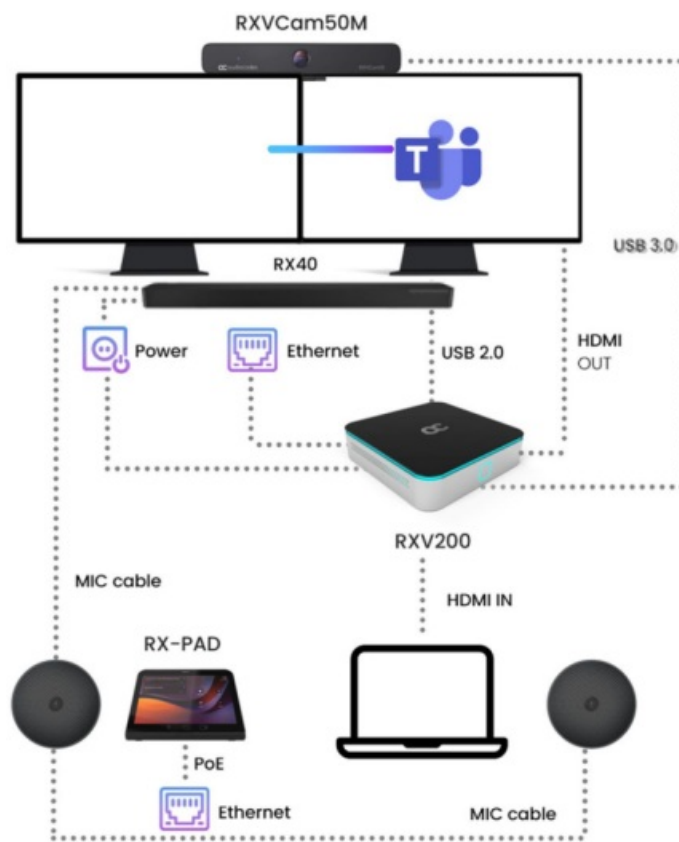 RXVCam50M
T
USB 3.0
RX40
Power
Ethernet
USB 2.0
HDMI
OUT
RXV200
MIC cable
HDMI IN
RX-PAD
PoE
Ethernet
MIC cable